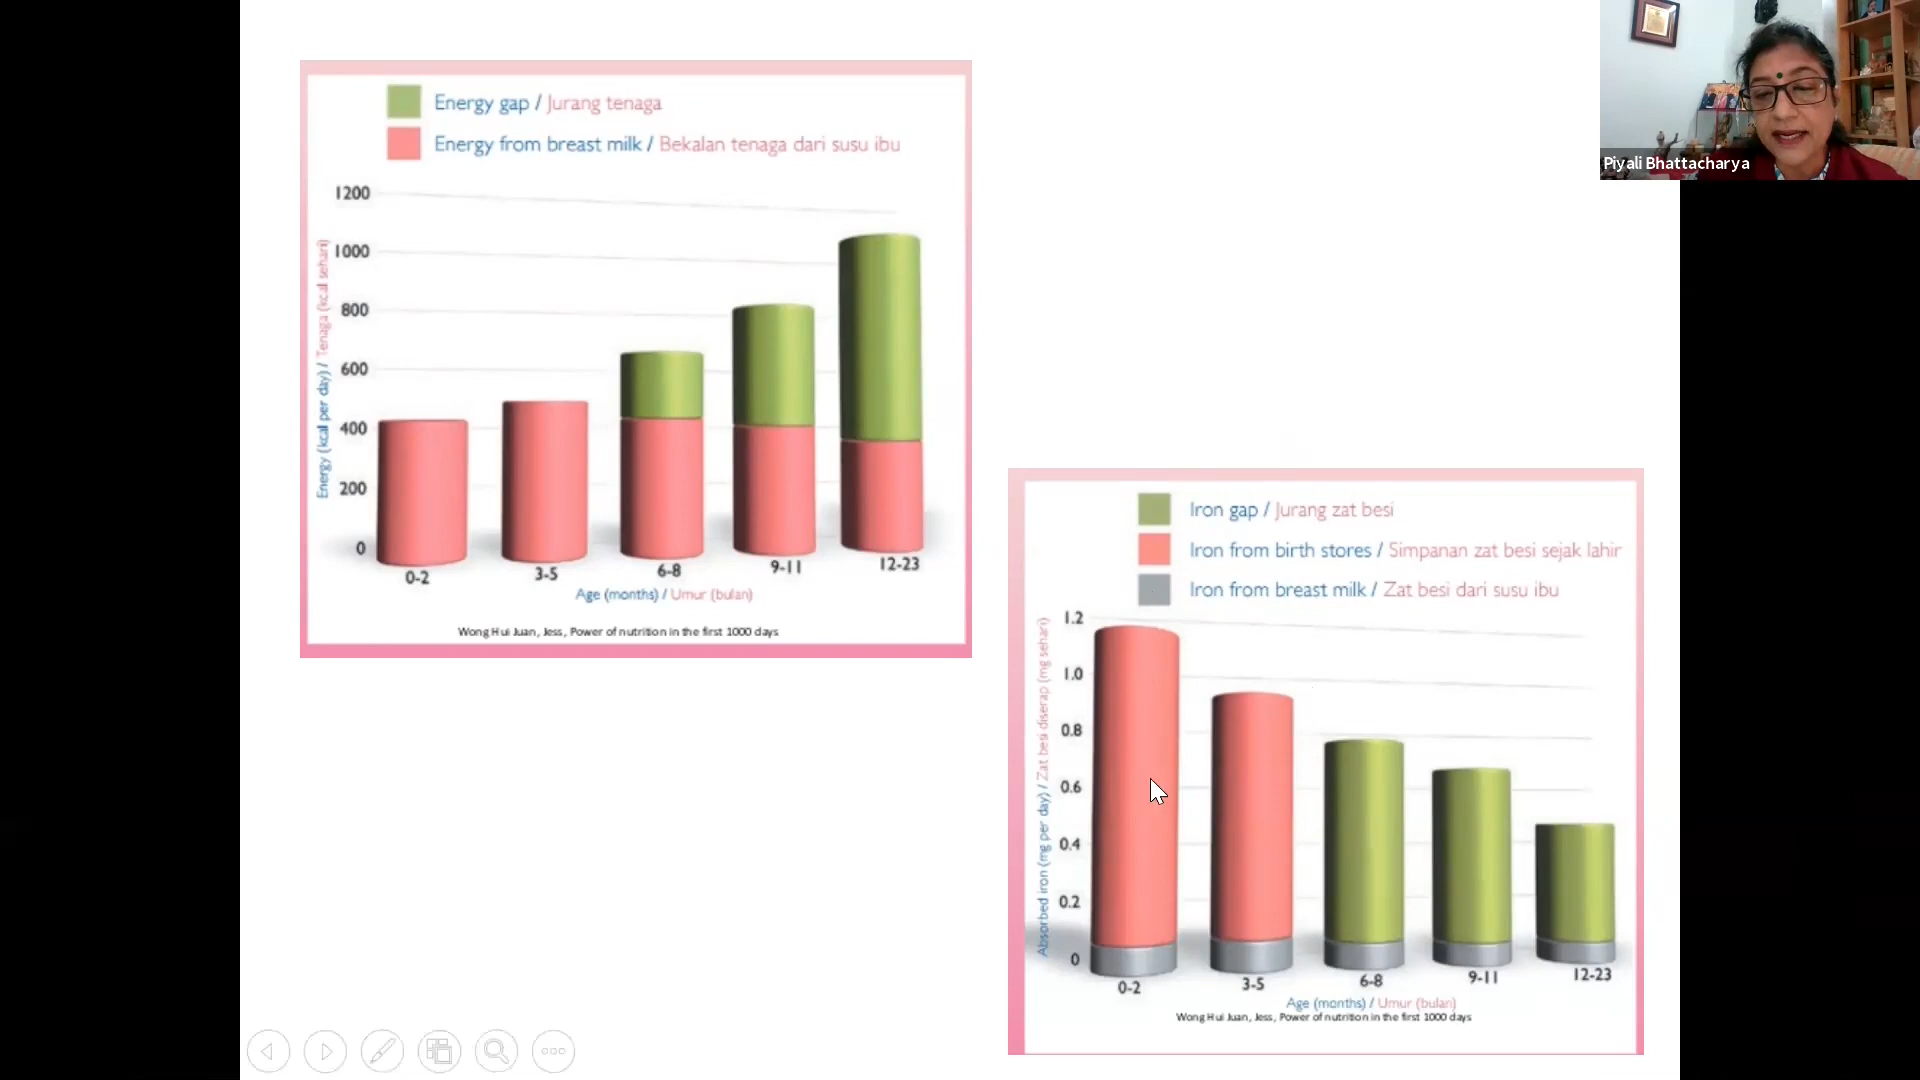 Energy gap / Jurang tenaga
Energy from breast milk / Bekalan tenaga dari susu ibu
Energy (kcal per day) / Tenaga (kcal sehari)
1200
1000
800
600
400
200
0
0-2
3-5
6-8
9-11
12-23
Age (months) / Umur (bulan)
Wong Hui Juan, Jess, Power of nutrition in the first 1000 days
Piyali Bhattacharya
Iron gap / Jurang zat besi
Iron from birth stores / Simpanan zat besi sejak lahir
Iron from breast milk / Zat besi dari susu ibu
Absorbed iron (mg per day) / Zat besi diserap (mg sehari)
1.2
1.0
0.8
0.6
0.4
0.2
0
0-2
3-5
6-8
9-11
12-23
Age (months) / Umur (bulan)
Wong Hui Juan, Jess, Power of nutrition in the first 1000 days